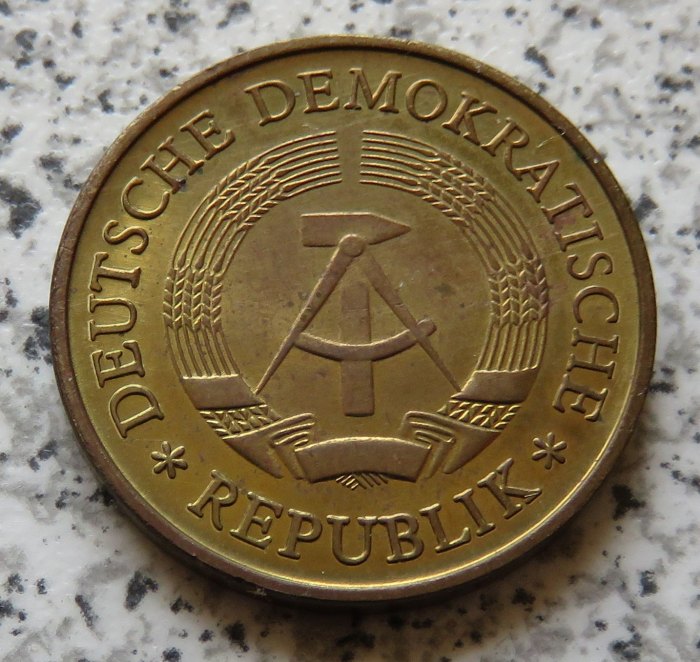 DEUTSCHE DEMOKRATISCHE
* REPUBLIK *